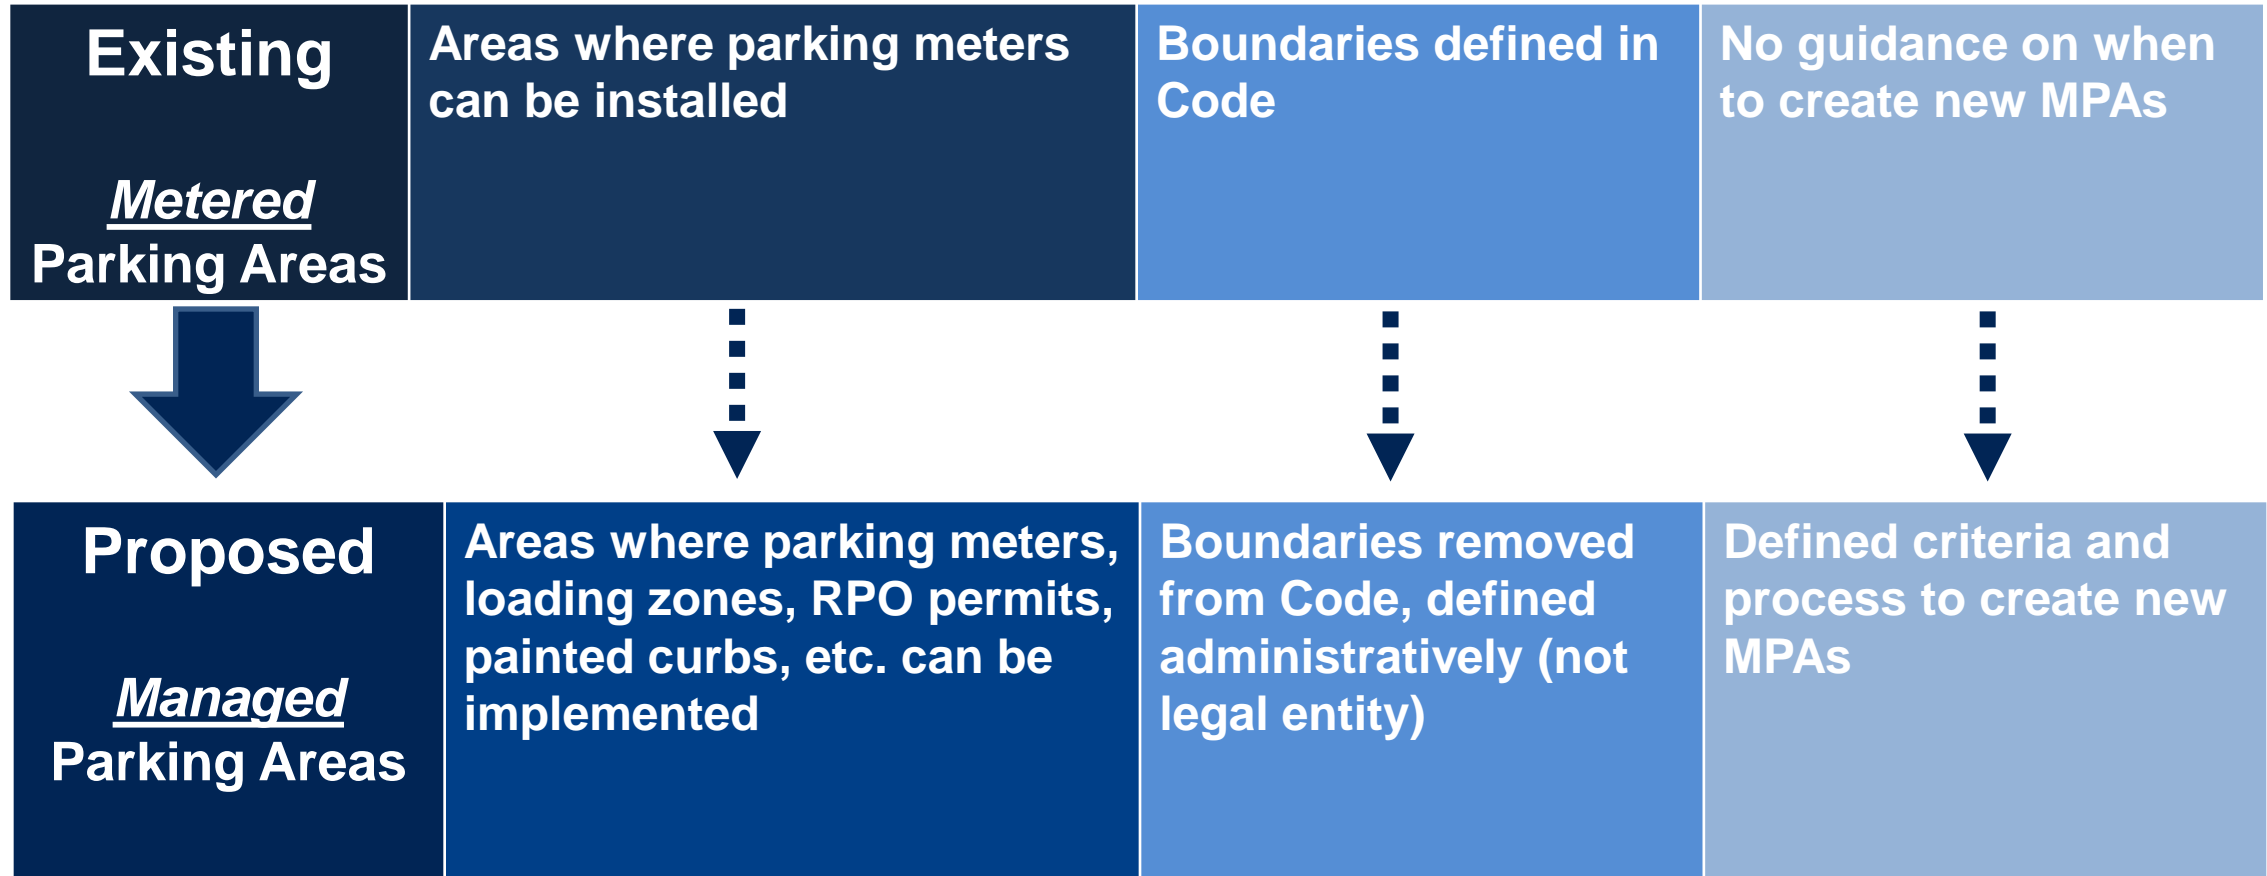 Existing
Metered
Parking Areas
Areas where parking meters
can be installed
Boundaries defined in
Code
No guidance on when
to create new MPAs
Proposed
Managed
Parking Areas
Areas where parking meters,
loading zones, RPO permits,
painted curbs, etc. can be
implemented
Boundaries removed
from Code, defined
administratively (not
legal entity)
Defined criteria and
process to create new
MPAs